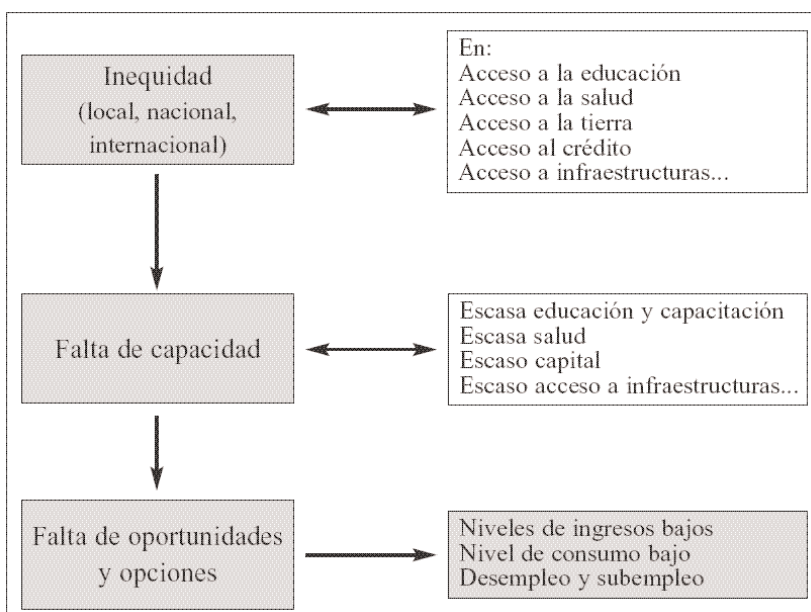 Inequidad
(local, nacional,
internacional)
En:
Acceso a la educación
Acceso a la salud
Acceso a la tierra
Acceso al crédito
Acceso a infraestructuras...
Falta de capacidad
Escasa educación y capacitación
Escasa salud
Escaso capital
Escaso acceso a infraestructuras...
Falta de oportunidades
y opciones
Niveles de ingresos bajos
Nivel de consumo bajo
Desempleo y subempleo